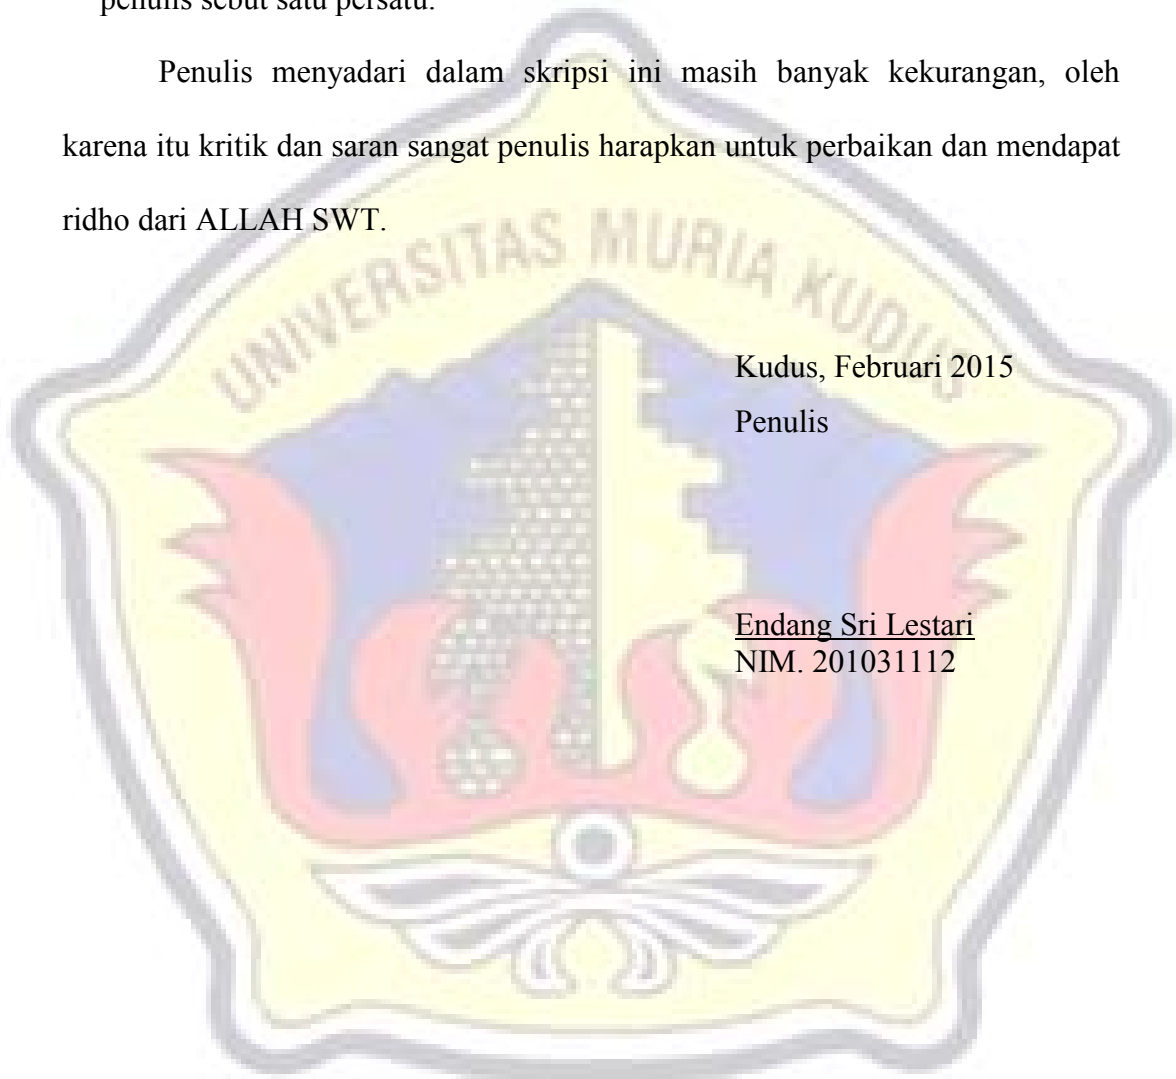 penulis sebut satu persatu.
Penulis menyadari dalam skripsi ini masih banyak kekurangan, oleh
karena itu kritik dan saran sangat penulis harapkan untuk perbaikan dan mendapat
ridho dari ALLAH SWT.
UNIVERSITAS MURIA KUDUS
Kudus, Februari 2015
Penulis
Endang Sri Lestari
NIM. 201031112